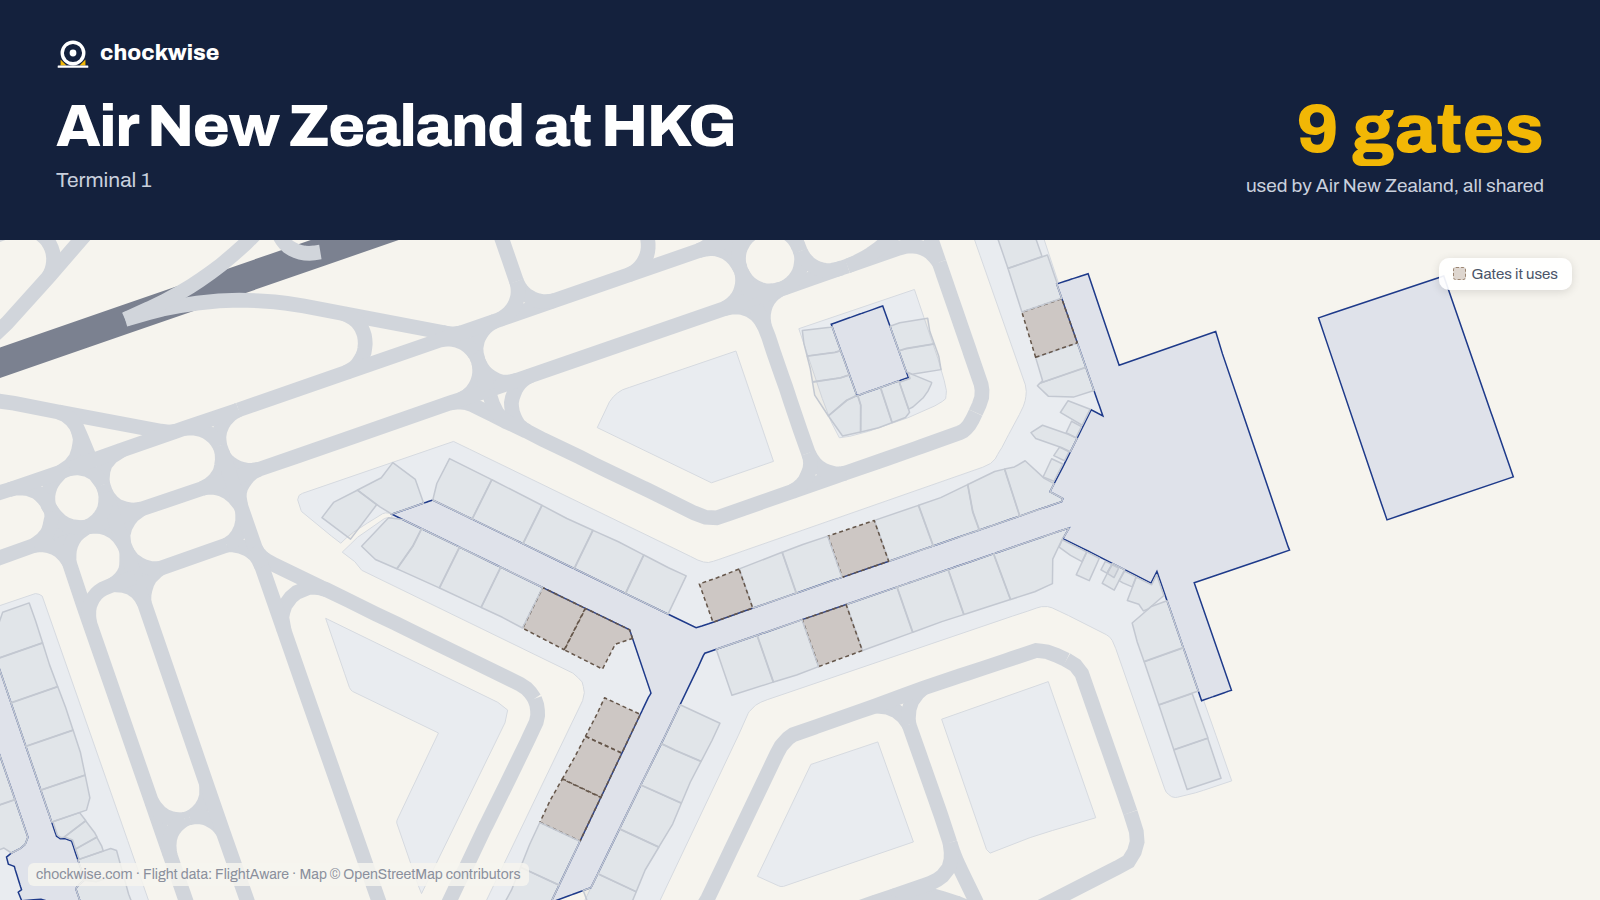 chockwise
Air New Zealand at HKG
Terminal 1
9 gates
used by Air New Zealand, all shared
Gates it uses
chockwise.com · Flight data: FlightAware · Map © OpenStreetMap contributors